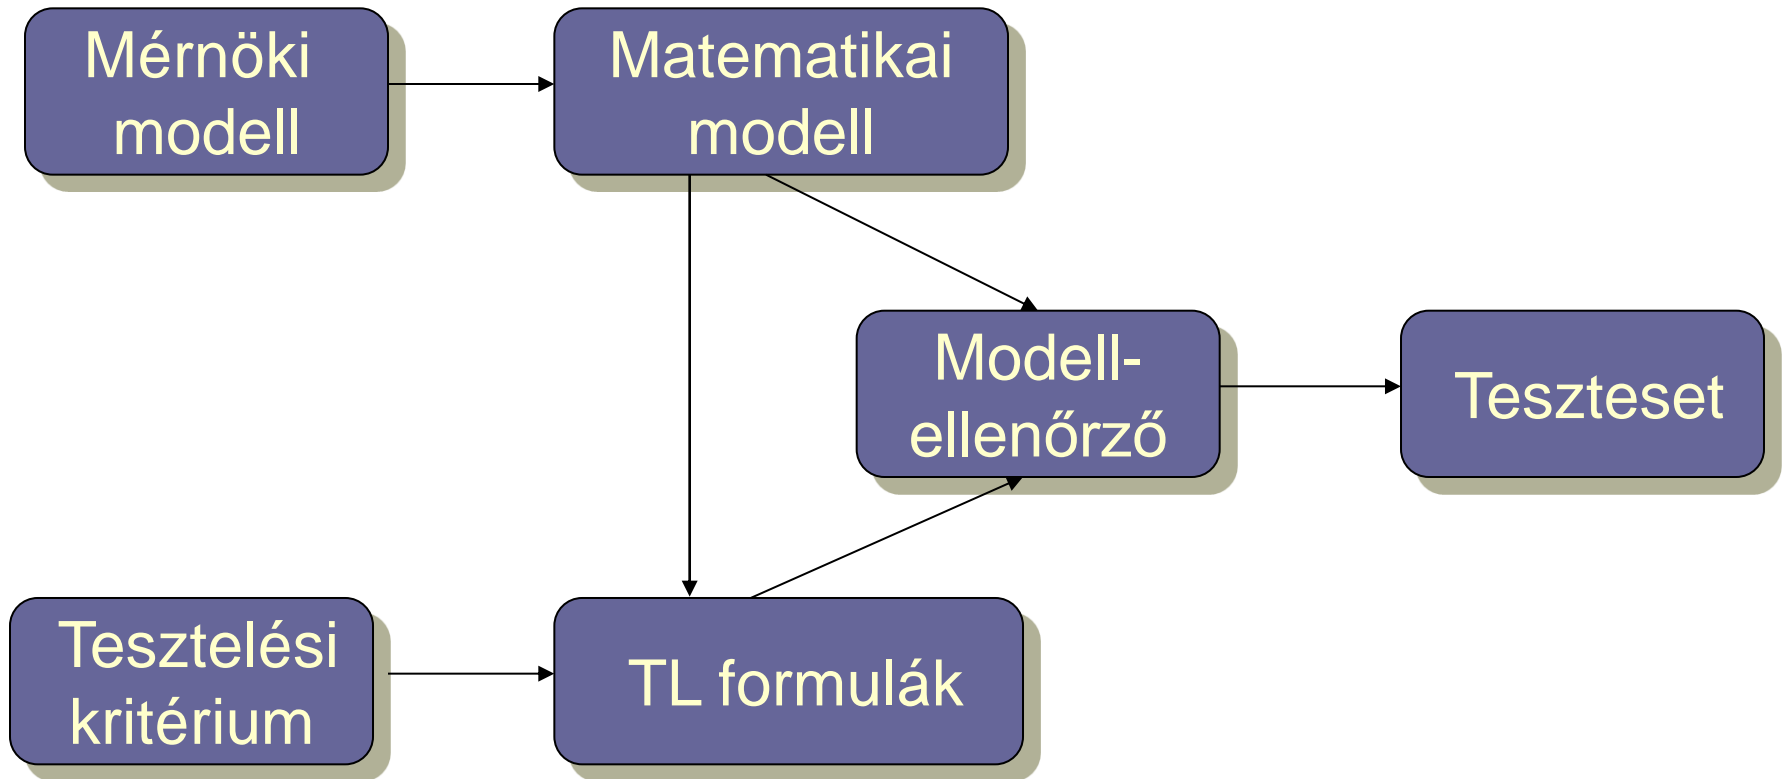 Mérnöki
modell
Matematikai
modell
Modell-
ellenőrző
Teszteset
Tesztelési
kritérium
TL formulák